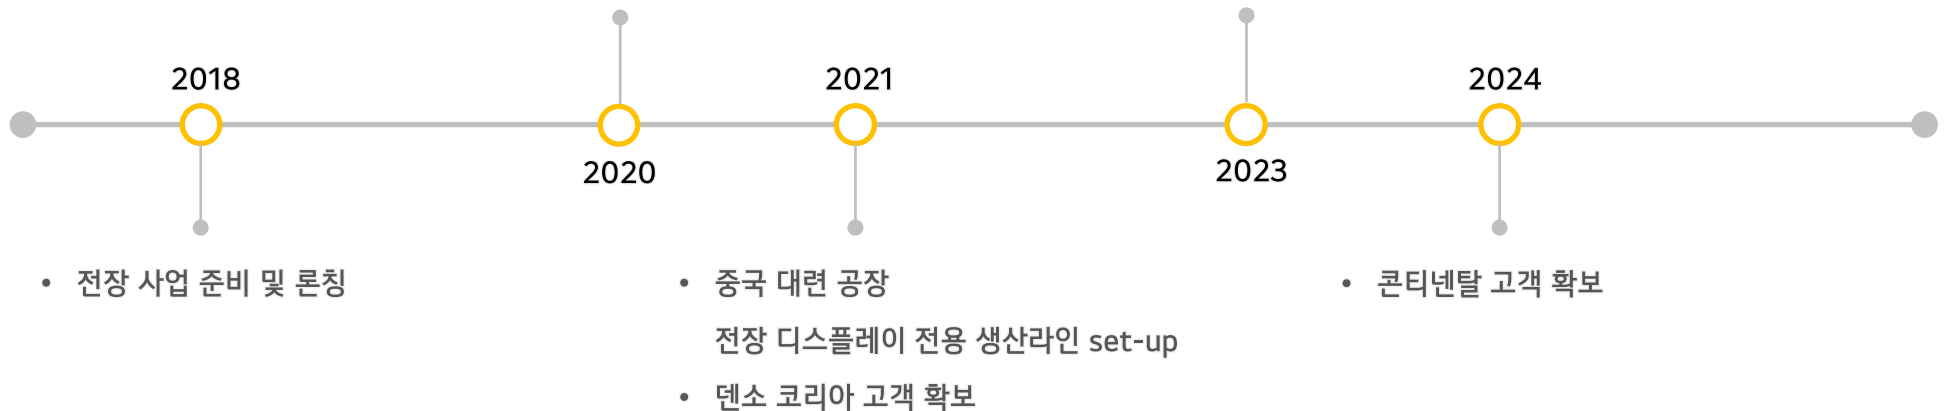 2018
2021
2024
2020
2023
• 전장 사업 준비 및 론칭
• 중국 대련 공장
전장 디스플레이 전용 생산라인 set-up
• 덴소 코리아 고객 확보
• 콘티넨탈 고객 확보